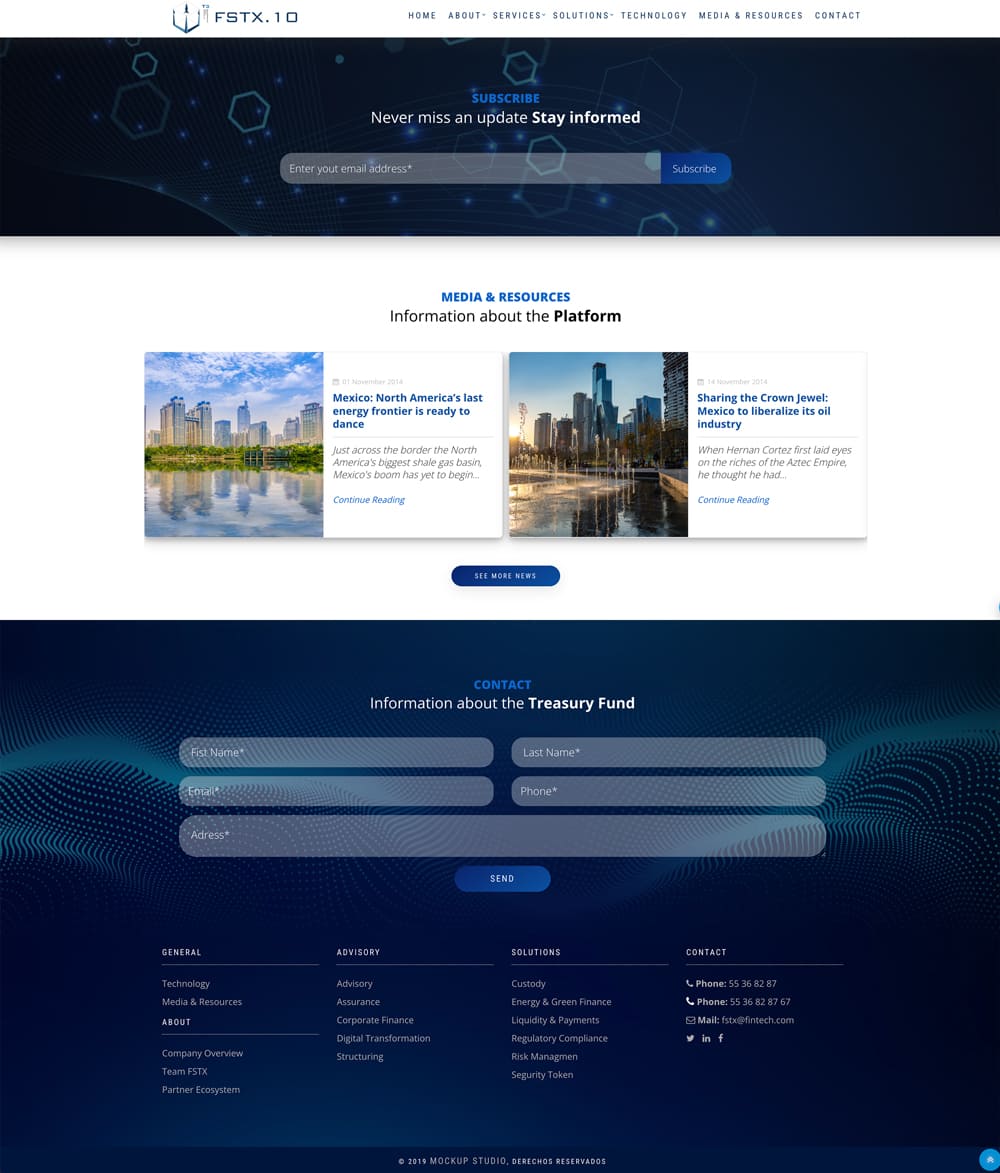 FSTX.10
HOME ABOUT SERVICES SOLUTIONS TECHNOLOGY MEDIA & RESOURCES CONTACT
SUBSCRIBE
Never miss an update Stay informed
Enter yout email address*
Subscribe
MEDIA & RESOURCES
Information about the Platform
01 November 2014
Mexico: North America's last
energy frontier is ready to
dance
Just across the border the North
America's biggest shale gas basin,
Mexico's boom has yet to begin...
Continue Reading
14 November 2014
Sharing the Crown Jewel:
Mexico to liberalize its oil
industry
When Hernan Cortez first laid eyes
on the riches of the Aztec Empire,
he thought he had...
Continue Reading
SEE MORE NEWS
CONTACT
Information about the Treasury Fund
Fist Name*
Last Name*
Email*
Phone*
Adress*
SEND
GENERAL
Technology
Media & Resources
ABOUT
Company Overview
Team FSTX
Partner Ecosystem
ADVISORY
Advisory
Assurance
Corporate Finance
Digital Transformation
Structuring
SOLUTIONS
Custody
Energy & Green Finance
Liquidity & Payments
Regulatory Compliance
Risk Managmen
Segurity Token
CONTACT
Phone: 55 36 82 87
Phone: 55 36 82 87 67
Mail: fstx@fintech.com
© 2019 MOCKUP STUDIO, DERECHOS RESERVADOS